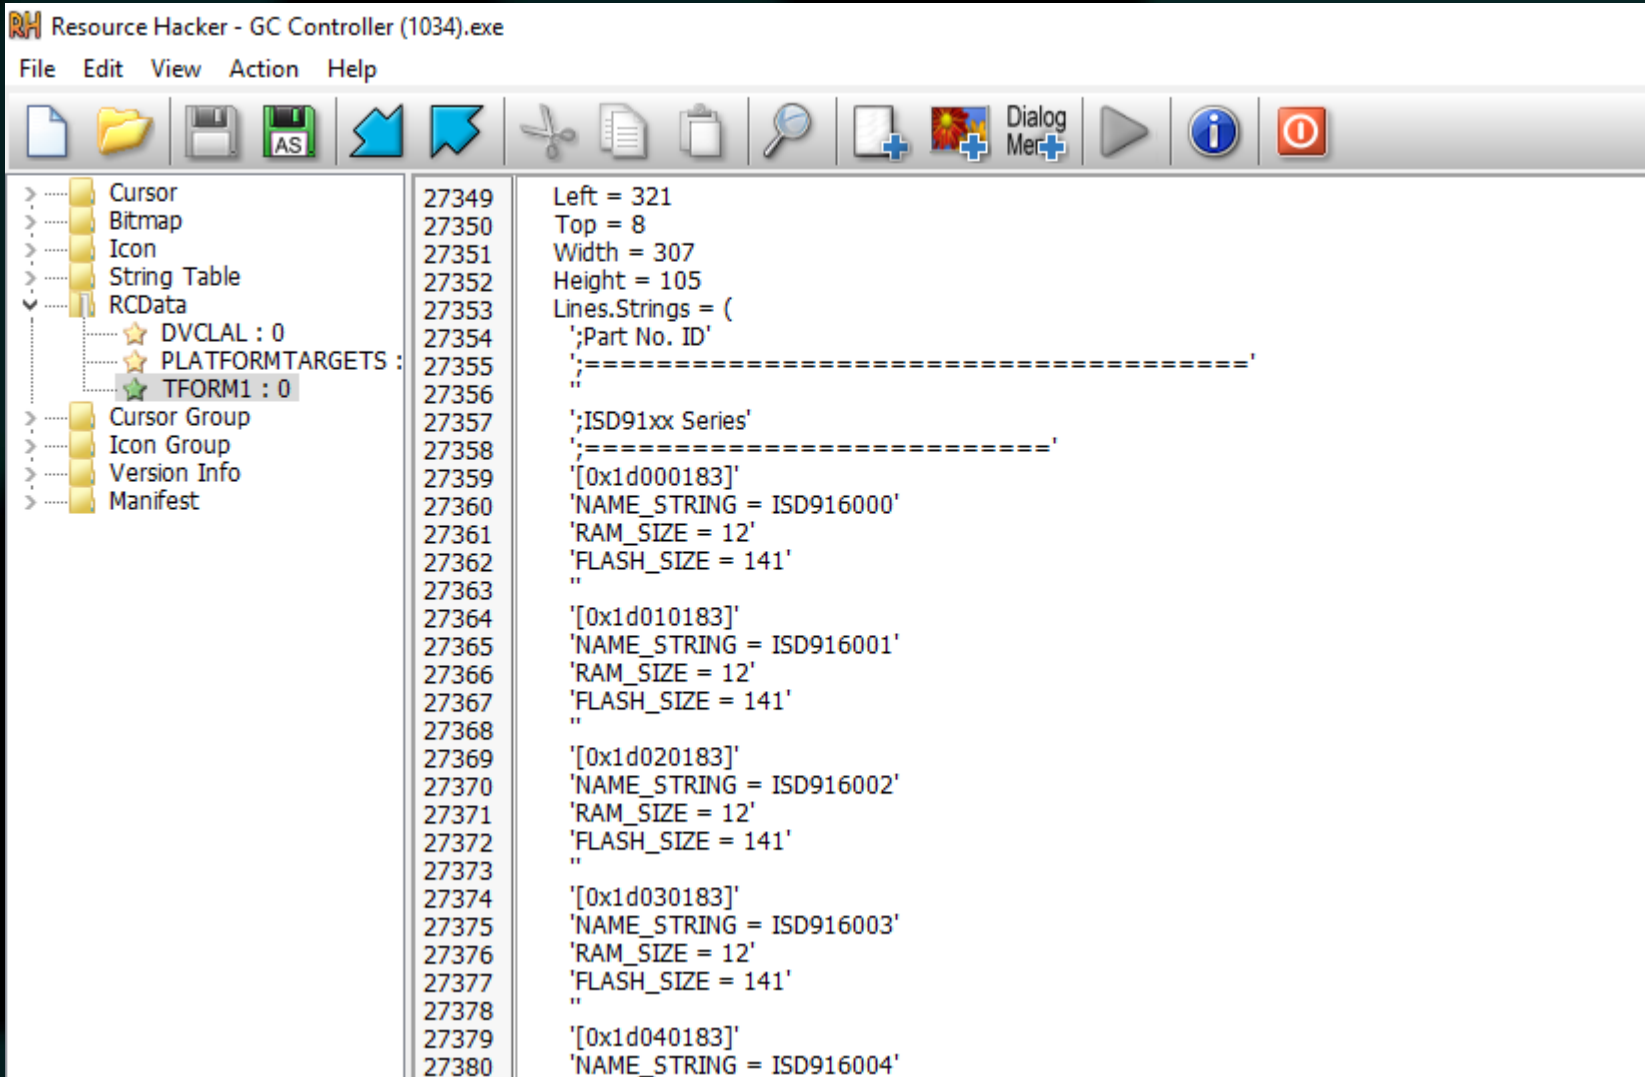 Resource Hacker - GC Controller (1034).exe
File Edit View Action Help
AS
Dialog
Men
Cursor
Bitmap
Icon
String Table
RCData
DVCLAL : 0
PLATFORMTARGETS :
TFORM1 : 0
Cursor Group
Icon Group
Version Info
Manifest
27349 Left = 321
27350 Top = 8
27351 Width = 307
27352 Height = 105
27353 Lines.Strings = (
27354 ';Part No. ID'
27355 ';====================================='
27356 ''
27357 ';ISD91xx Series'
27358 ';=========================='
27359 '[0x1d000183]'
27360 'NAME_STRING = ISD916000'
27361 'RAM_SIZE = 12'
27362 'FLASH_SIZE = 141'
27363 ''
27364 '[0x1d010183]'
27365 'NAME_STRING = ISD916001'
27366 'RAM_SIZE = 12'
27367 'FLASH_SIZE = 141'
27368 ''
27369 '[0x1d020183]'
27370 'NAME_STRING = ISD916002'
27371 'RAM_SIZE = 12'
27372 'FLASH_SIZE = 141'
27373 ''
27374 '[0x1d030183]'
27375 'NAME_STRING = ISD916003'
27376 'RAM_SIZE = 12'
27377 'FLASH_SIZE = 141'
27378 ''
27379 '[0x1d040183]'
27380 'NAME_STRING = ISD916004'